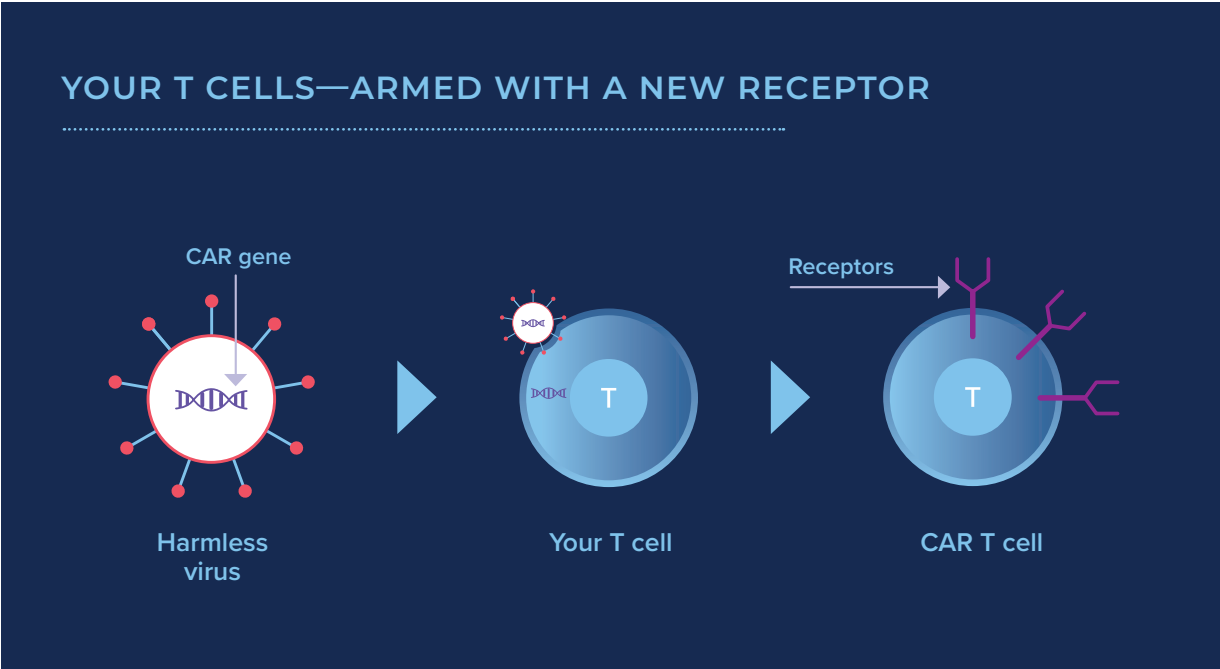 YOUR T CELLS—ARMED WITH A NEW RECEPTOR
CAR gene
Receptors
T
T
Harmless
virus
Your T cell
CAR T cell